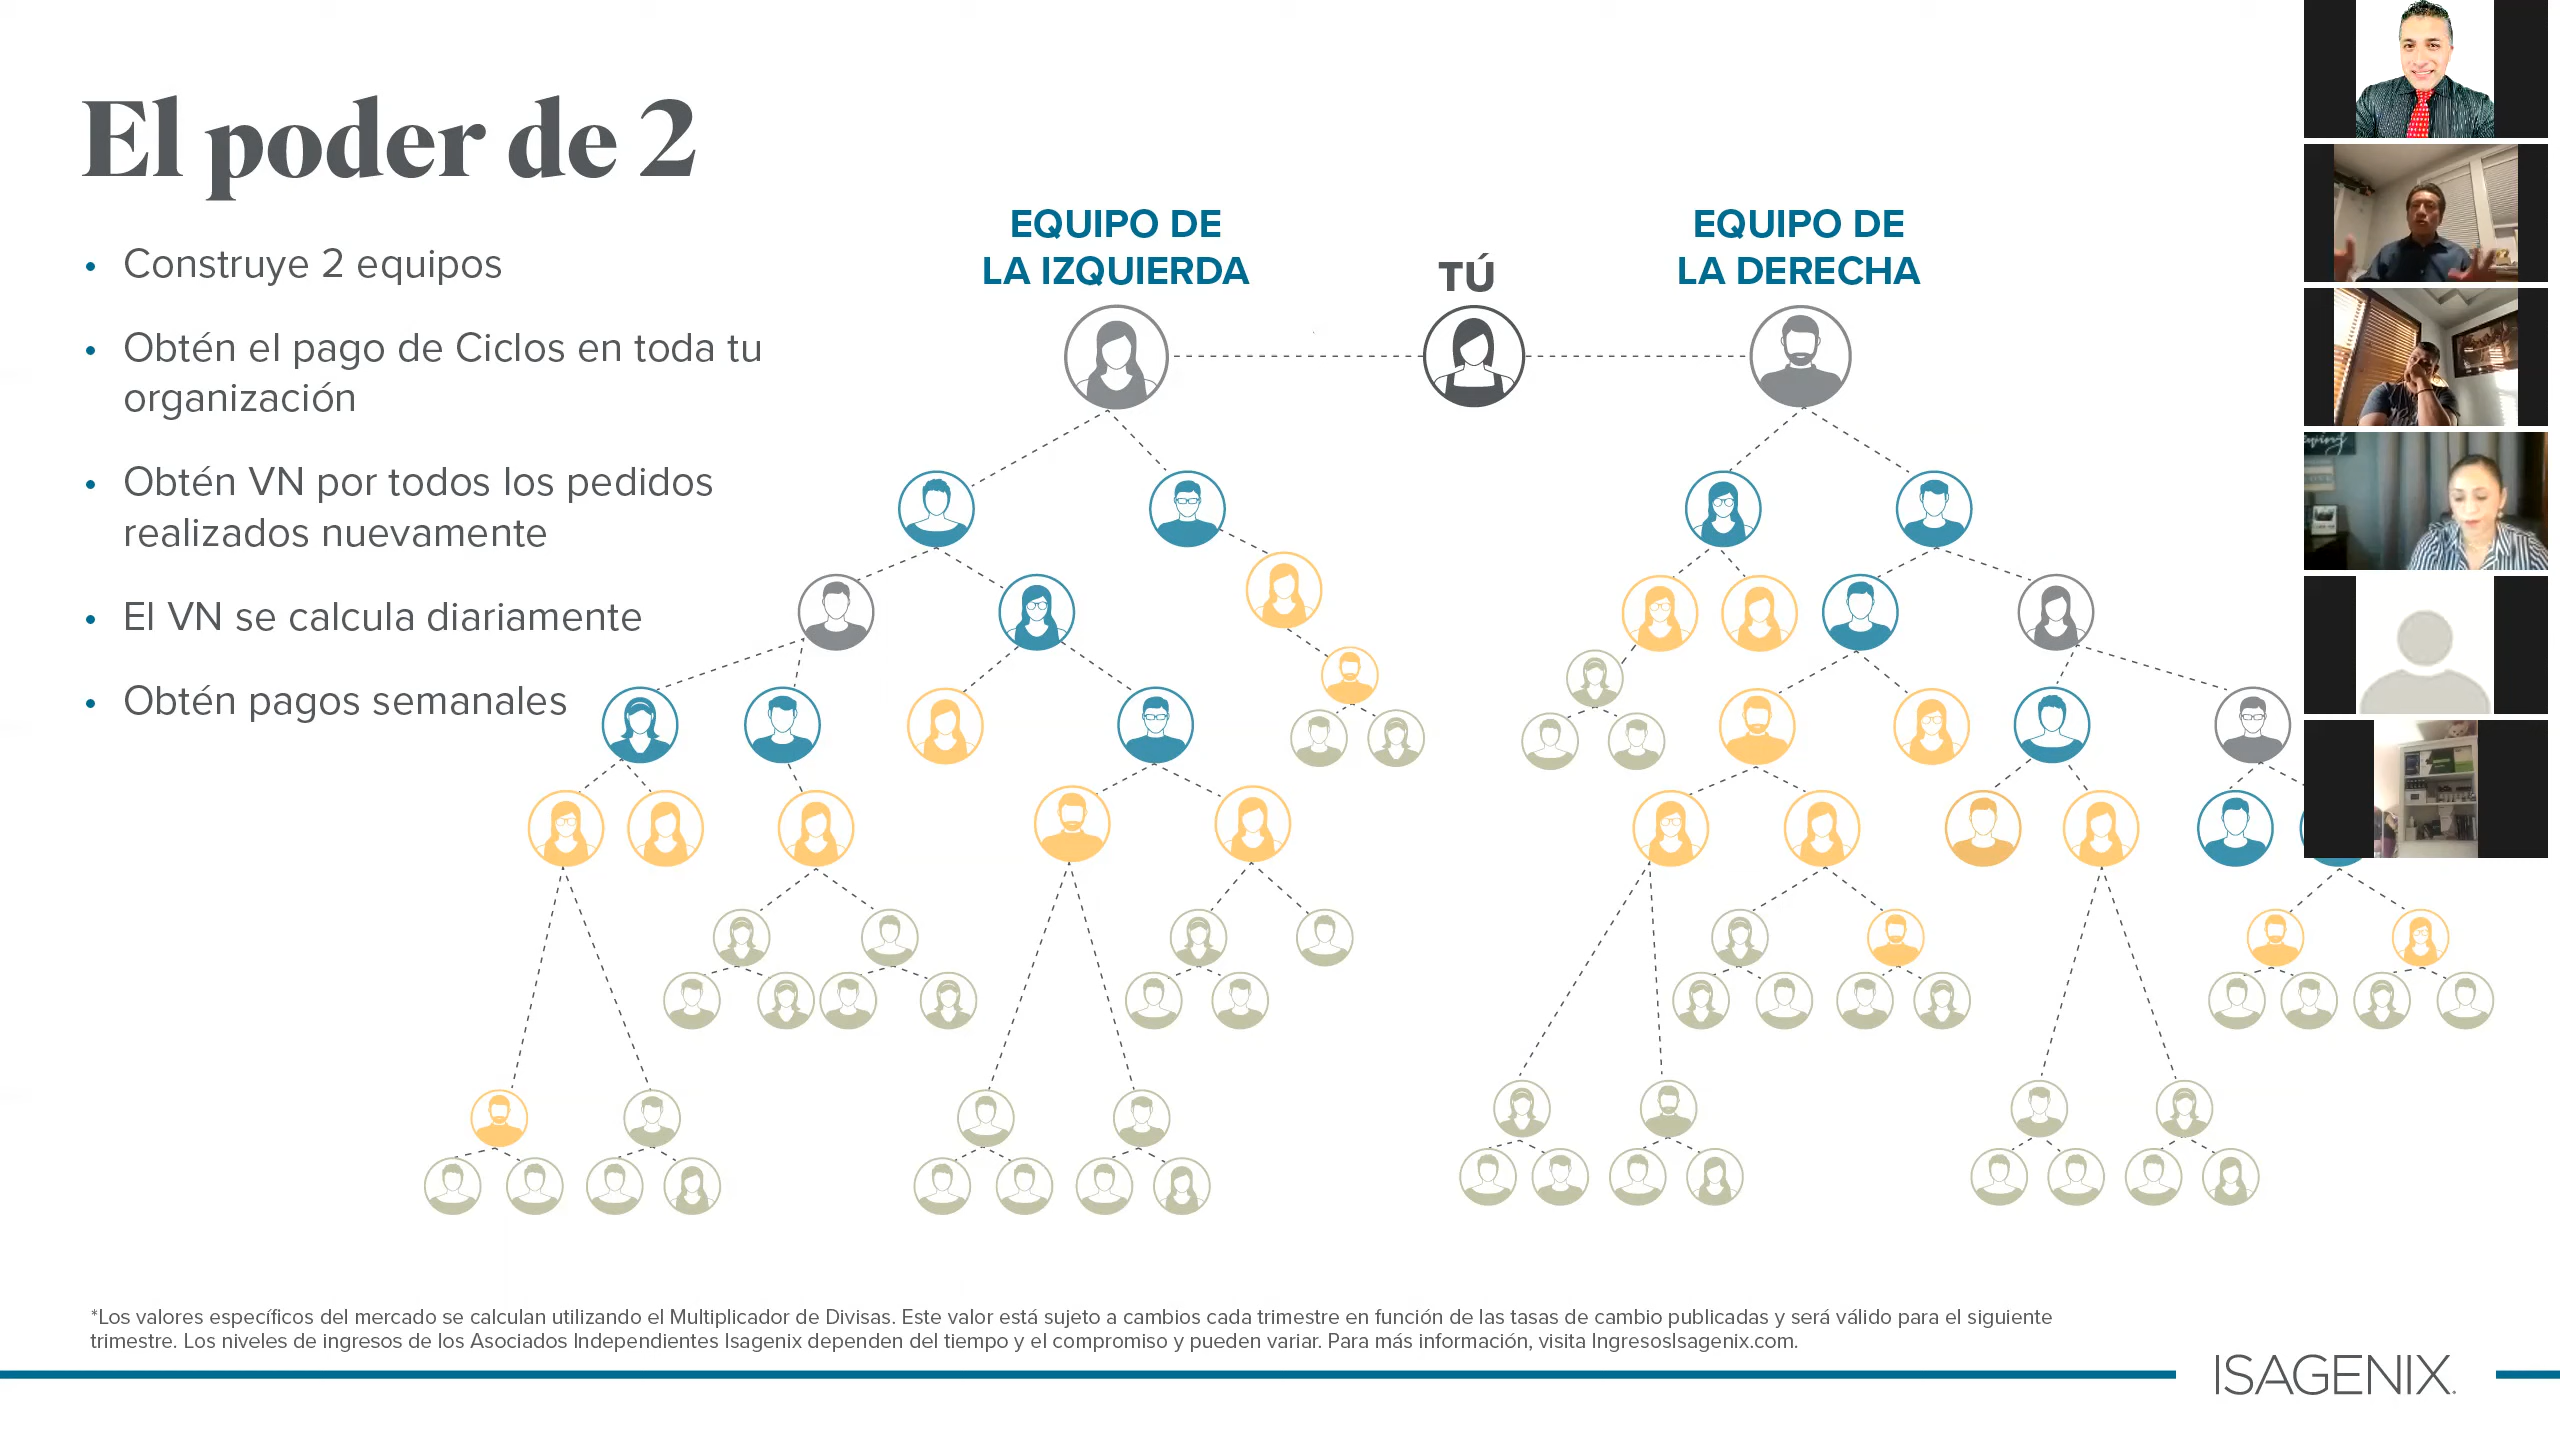 El poder de 2
• Construye 2 equipos
• Obtén el pago de Ciclos en toda tu
organización
• Obtén VN por todos los pedidos
realizados nuevamente
• El VN se calcula diariamente
• Obtén pagos semanales
EQUIPO DE
LA IZQUIERDA
TÚ
EQUIPO DE
LA DERECHA
*Los valores específicos del mercado se calculan utilizando el Multiplicador de Divisas. Este valor está sujeto a cambios cada trimestre en función de las tasas de cambio publicadas y será válido para el siguiente
trimestre. Los niveles de ingresos de los Asociados Independientes Isagenix dependen del tiempo y el compromiso y pueden variar. Para más información, visita IngresosIsagenix.com.
ISAGENIX